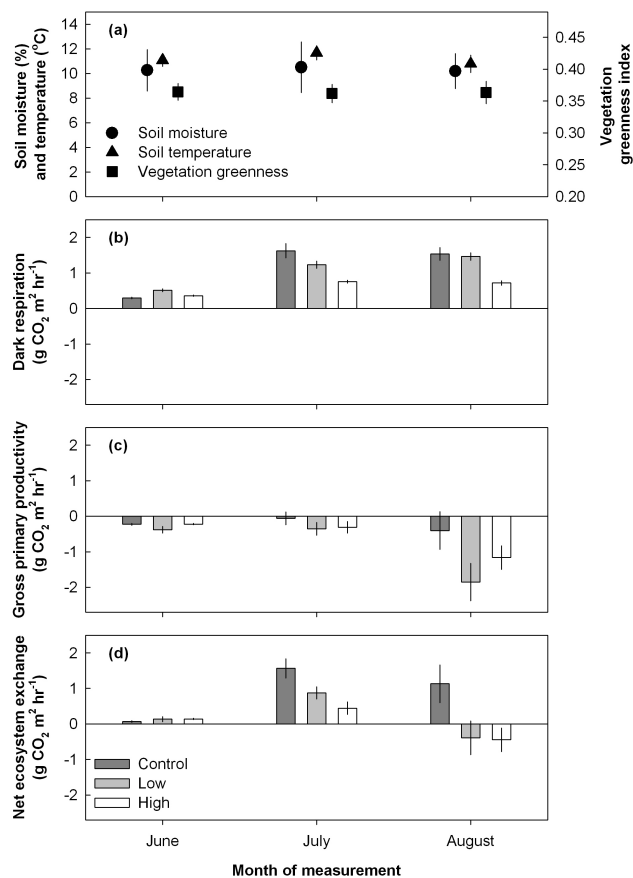 (a)
14
12
10
8
6
4
2
0
Soil moisture (%)
and temperature (°C)
0.45
0.40
0.35
0.30
0.25
0.20
Vegetation
greenness index
Soil moisture
Soil temperature
Vegetation greenness
(b)
2
1
0
-1
-2
Dark respiration
(g CO₂ m² hr⁻¹)
(c)
2
1
0
-1
-2
Gross primary productivity
(g CO₂ m² hr⁻¹)
(d)
2
1
0
-1
-2
Net ecosystem exchange
(g CO₂ m² hr⁻¹)
Control
Low
High
June July August
Month of measurement